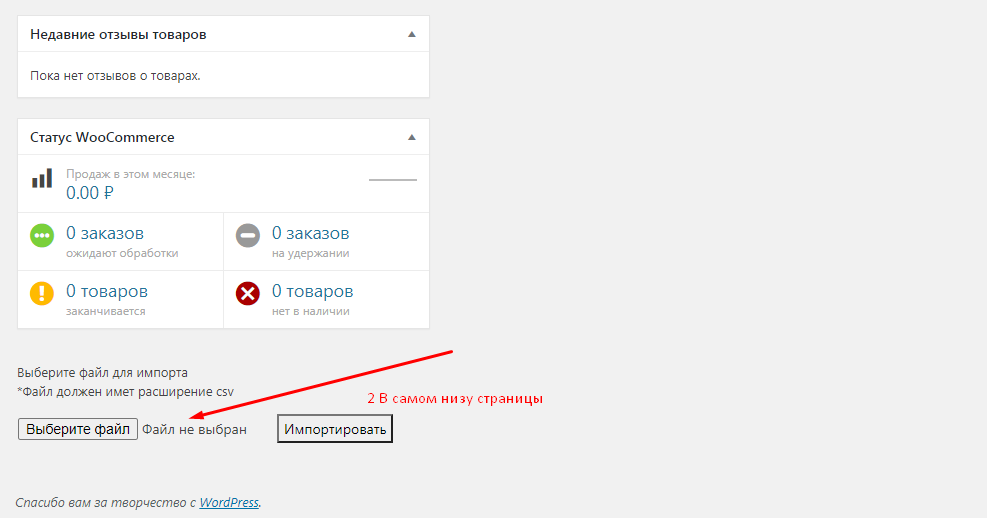 Недавние отзывы товаров
Пока нет отзывов о товарах.
Статус WooCommerce
Продаж в этом месяце:
0.00 ₽
0 заказов
ожидают обработки
0 заказов
на удержании
0 товаров
заканчивается
0 товаров
нет в наличии
Выберите файл для импорта
*Файл должен имет расширение csv
2 В самом низу страницы
Выберите файл Файл не выбран Импортировать
Спасибо вам за творчество с WordPress.